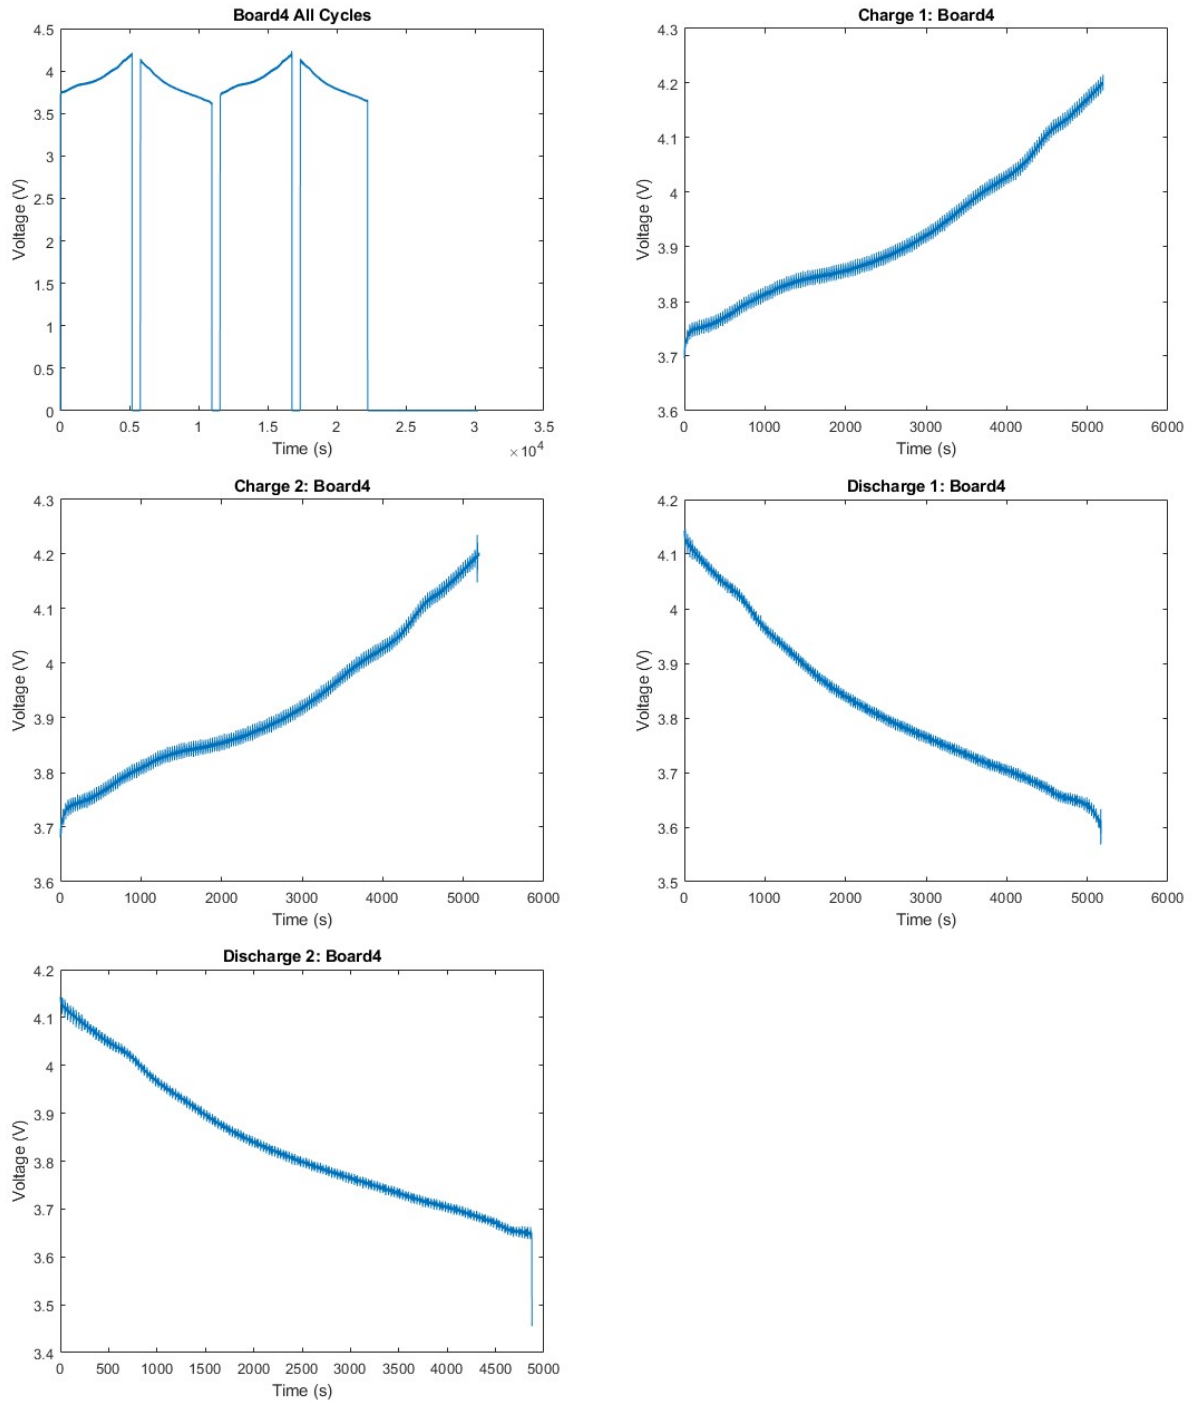 Board4 All Cycles
4.5
4
3.5
3
2.5
2
1.5
1
0.5
0
0 0.5 1 1.5 2 2.5 3 3.5
×10⁴
Time (s)
Voltage (V)
Charge 1: Board4
4.3
4.2
4.1
4
3.9
3.8
3.7
3.6
0 1000 2000 3000 4000 5000 6000
Time (s)
Voltage (V)
Charge 2: Board4
4.3
4.2
4.1
4
3.9
3.8
3.7
3.6
0 1000 2000 3000 4000 5000 6000
Time (s)
Voltage (V)
Discharge 1: Board4
4.2
4.1
4
3.9
3.8
3.7
3.6
3.5
0 1000 2000 3000 4000 5000 6000
Time (s)
Voltage (V)
Discharge 2: Board4
4.2
4.1
4
3.9
3.8
3.7
3.6
3.5
3.4
0 500 1000 1500 2000 2500 3000 3500 4000 4500 5000
Time (s)
Voltage (V)